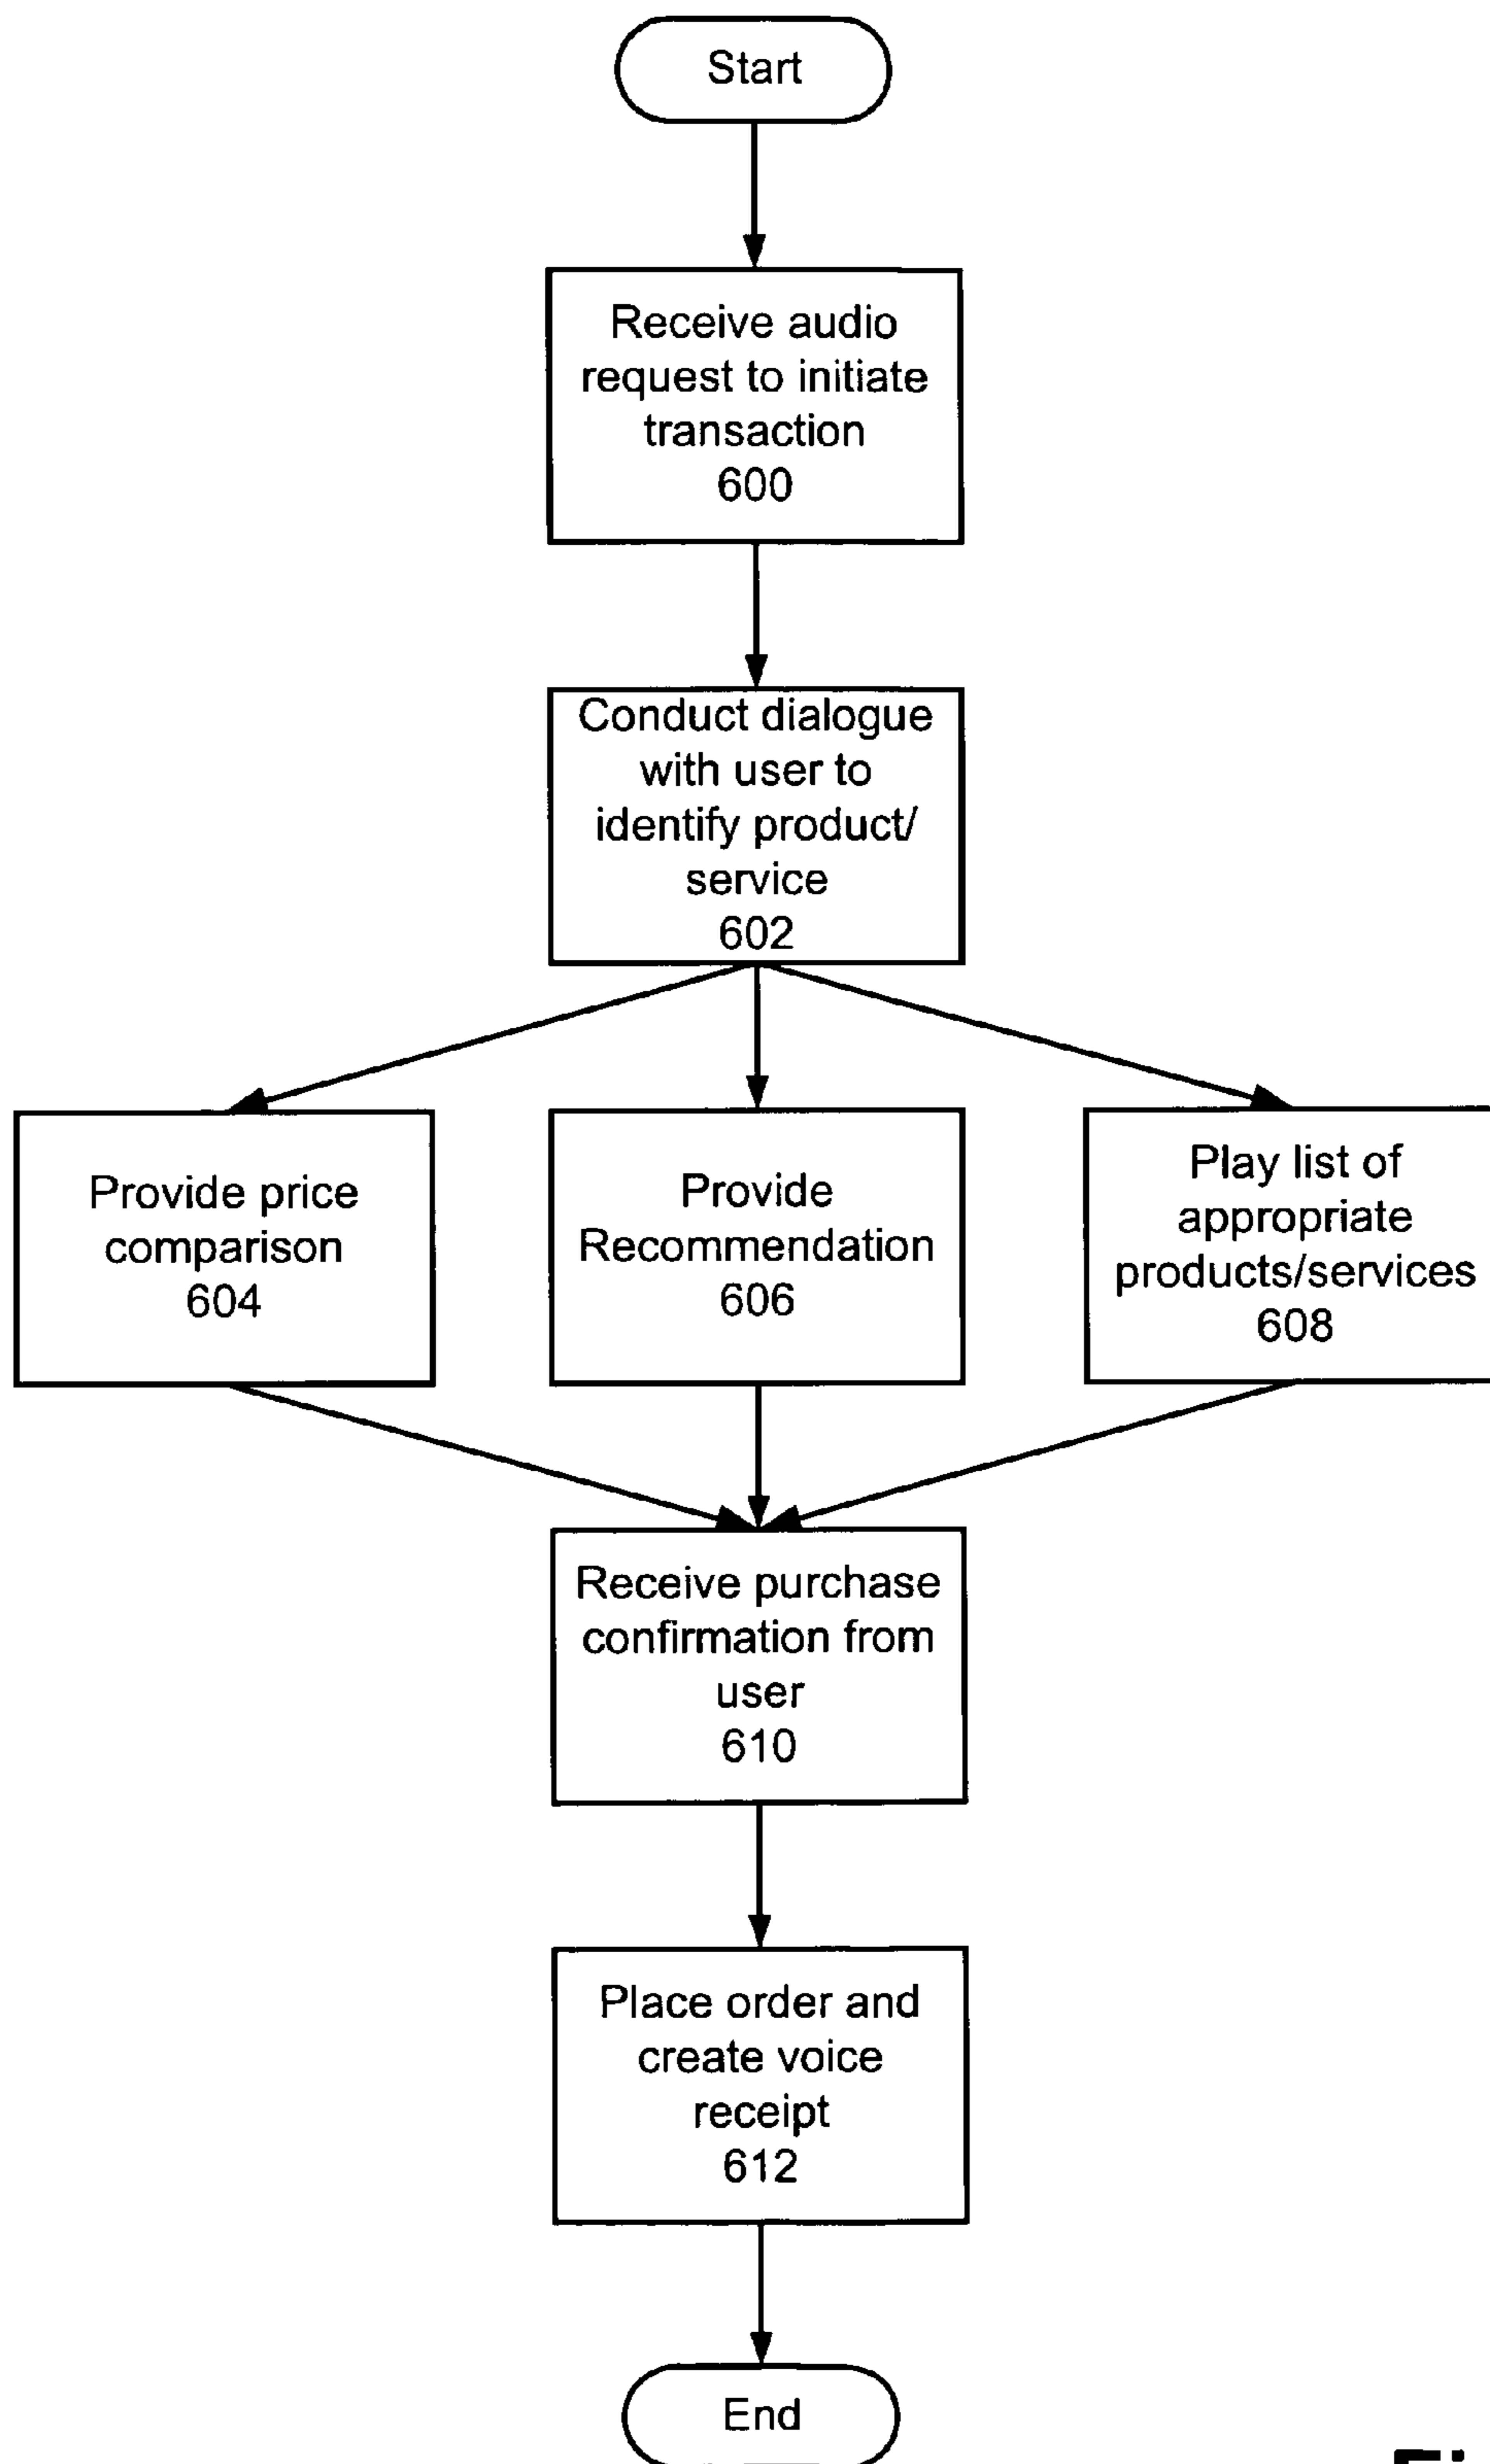 Start
Receive audio
request to initiate
transaction
600
Conduct dialogue
with user to
identify product/
service
602
Provide price
comparison
604
Provide
Recommendation
606
Play list of
appropriate
products/services
608
Receive purchase
confirmation from
user
610
Place order and
create voice
receipt
612
End